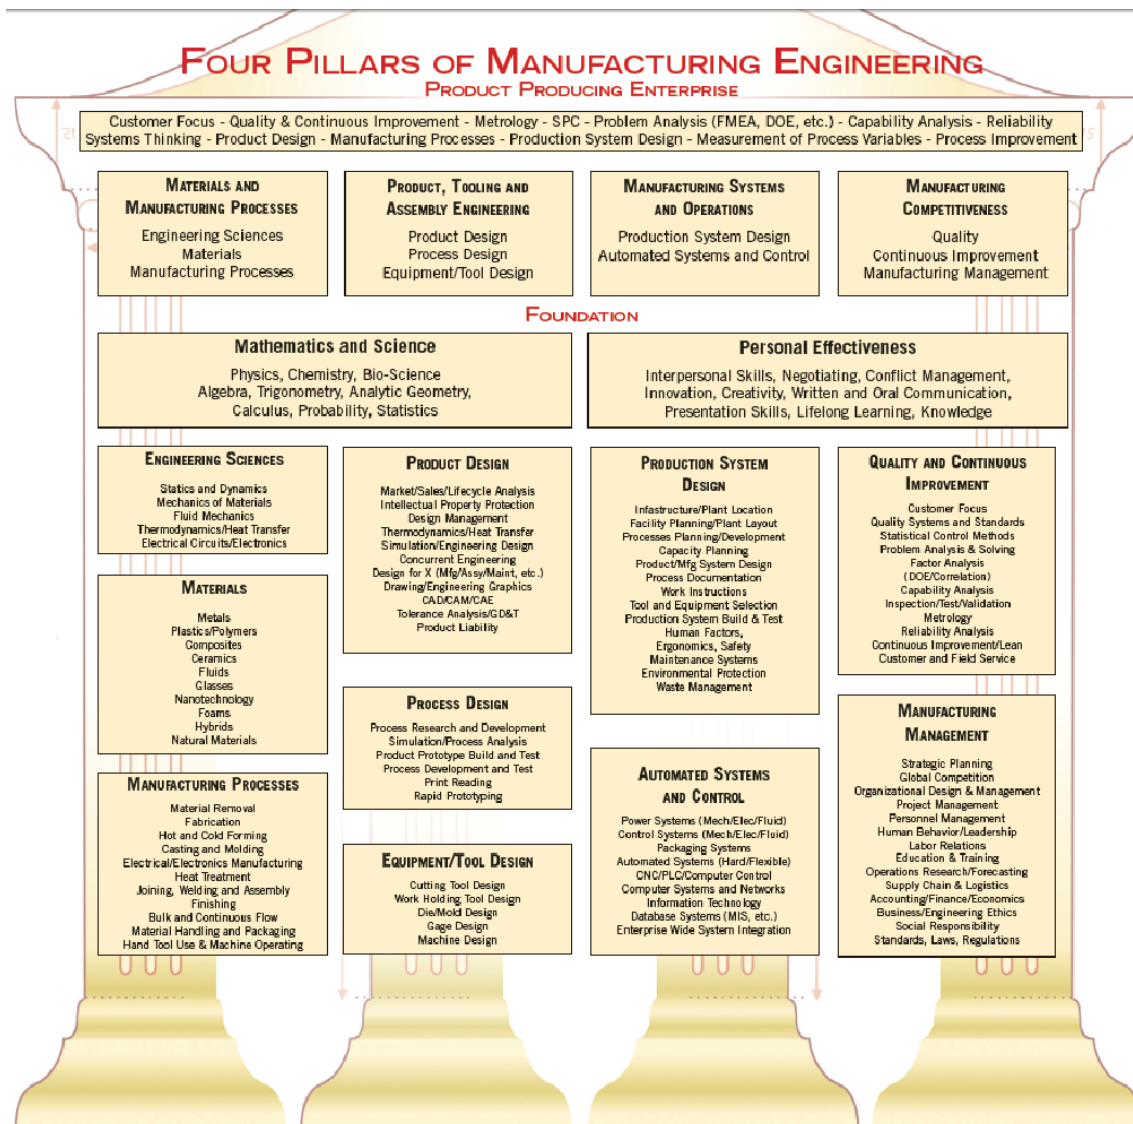 FOUR PILLARS OF MANUFACTURING ENGINEERING
PRODUCT PRODUCING ENTERPRISE
Customer Focus - Quality & Continuous Improvement - Metrology - SPC - Problem Analysis (FMEA, DOE, etc.) - Capability Analysis - Reliability
Systems Thinking - Product Design - Manufacturing Processes - Production System Design - Measurement of Process Variables - Process Improvement
MATERIALS AND
MANUFACTURING PROCESSES
Engineering Sciences
Materials
Manufacturing Processes
PRODUCT, TOOLING AND
ASSEMBLY ENGINEERING
Product Design
Process Design
Equipment/Tool Design
MANUFACTURING SYSTEMS
AND OPERATIONS
Production System Design
Automated Systems and Control
MANUFACTURING
COMPETITIVENESS
Quality
Continuous Improvement
Manufacturing Management
FOUNDATION
Mathematics and Science
Physics, Chemistry, Bio-Science
Algebra, Trigonometry, Analytic Geometry,
Calculus, Probability, Statistics
Personal Effectiveness
Interpersonal Skills, Negotiating, Conflict Management,
Innovation, Creativity, Written and Oral Communication,
Presentation Skills, Lifelong Learning, Knowledge
ENGINEERING SCIENCES
Statics and Dynamics
Mechanics of Materials
Fluid Mechanics
Thermodynamics/Heat Transfer
Electrical Circuits/Electronics
MATERIALS
Metals
Plastics/Polymers
Composites
Ceramics
Fluids
Glasses
Nanotechnology
Foams
Hybrids
Natural Materials
MANUFACTURING PROCESSES
Material Removal
Fabrication
Hot and Cold Forming
Casting and Molding
Electrical/Electronics Manufacturing
Heat Treatment
Joining, Welding and Assembly
Finishing
Bulk and Continuous Flow
Material Handling and Packaging
Hand Tool Use & Machine Operating
PRODUCT DESIGN
Market/Sales/Lifecycle Analysis
Intellectual Property Protection
Design Management
Thermodynamics/Heat Transfer
Simulation/Engineering Design
Concurrent Engineering
Design for X (Mfg/Assy/Maint, etc.)
Drawing/Engineering Graphics
CAD/CAM/CAE
Tolerance Analysis/GD&T
Product Liability
PROCESS DESIGN
Process Research and Development
Simulation/Process Analysis
Product Prototype Build and Test
Process Development and Test
Print Reading
Rapid Prototyping
EQUIPMENT/TOOL DESIGN
Cutting Tool Design
Work Holding Tool Design
Die/Mold Design
Gage Design
Machine Design
PRODUCTION SYSTEM
DESIGN
Infastructure/Plant Location
Facility Planning/Plant Layout
Processes Planning/Development
Capacity Planning
Product/Mfg System Design
Process Documentation
Work Instructions
Tool and Equipment Selection
Production System Build & Test
Human Factors,
Ergonomics, Safety
Maintenance Systems
Environmental Protection
Waste Management
AUTOMATED SYSTEMS
AND CONTROL
Power Systems (Mech/Elec/Fluid)
Control Systems (Mech/Elec/Fluid)
Packaging Systems
Automated Systems (Hard/Flexible)
CNC/PLC/Computer Control
Computer Systems and Networks
Information Technology
Database Systems (MIS, etc.)
Enterprise Wide System Integration
QUALITY AND CONTINUOUS
IMPROVEMENT
Customer Focus
Quality Systems and Standards
Statistical Control Methods
Problem Analysis & Solving
Factor Analysis
(DOE/Correlation)
Capability Analysis
Inspection/Test/Validation
Metrology
Reliability Analysis
Continuous Improvement/Lean
Customer and Field Service
MANUFACTURING
MANAGEMENT
Strategic Planning
Global Competition
Organizational Design & Management
Project Management
Personnel Management
Human Behavior/Leadership
Labor Relations
Education & Training
Operations Research/Forecasting
Supply Chain & Logistics
Accounting/Finance/Economics
Business/Engineering Ethics
Social Responsibility
Standards, Laws, Regulations